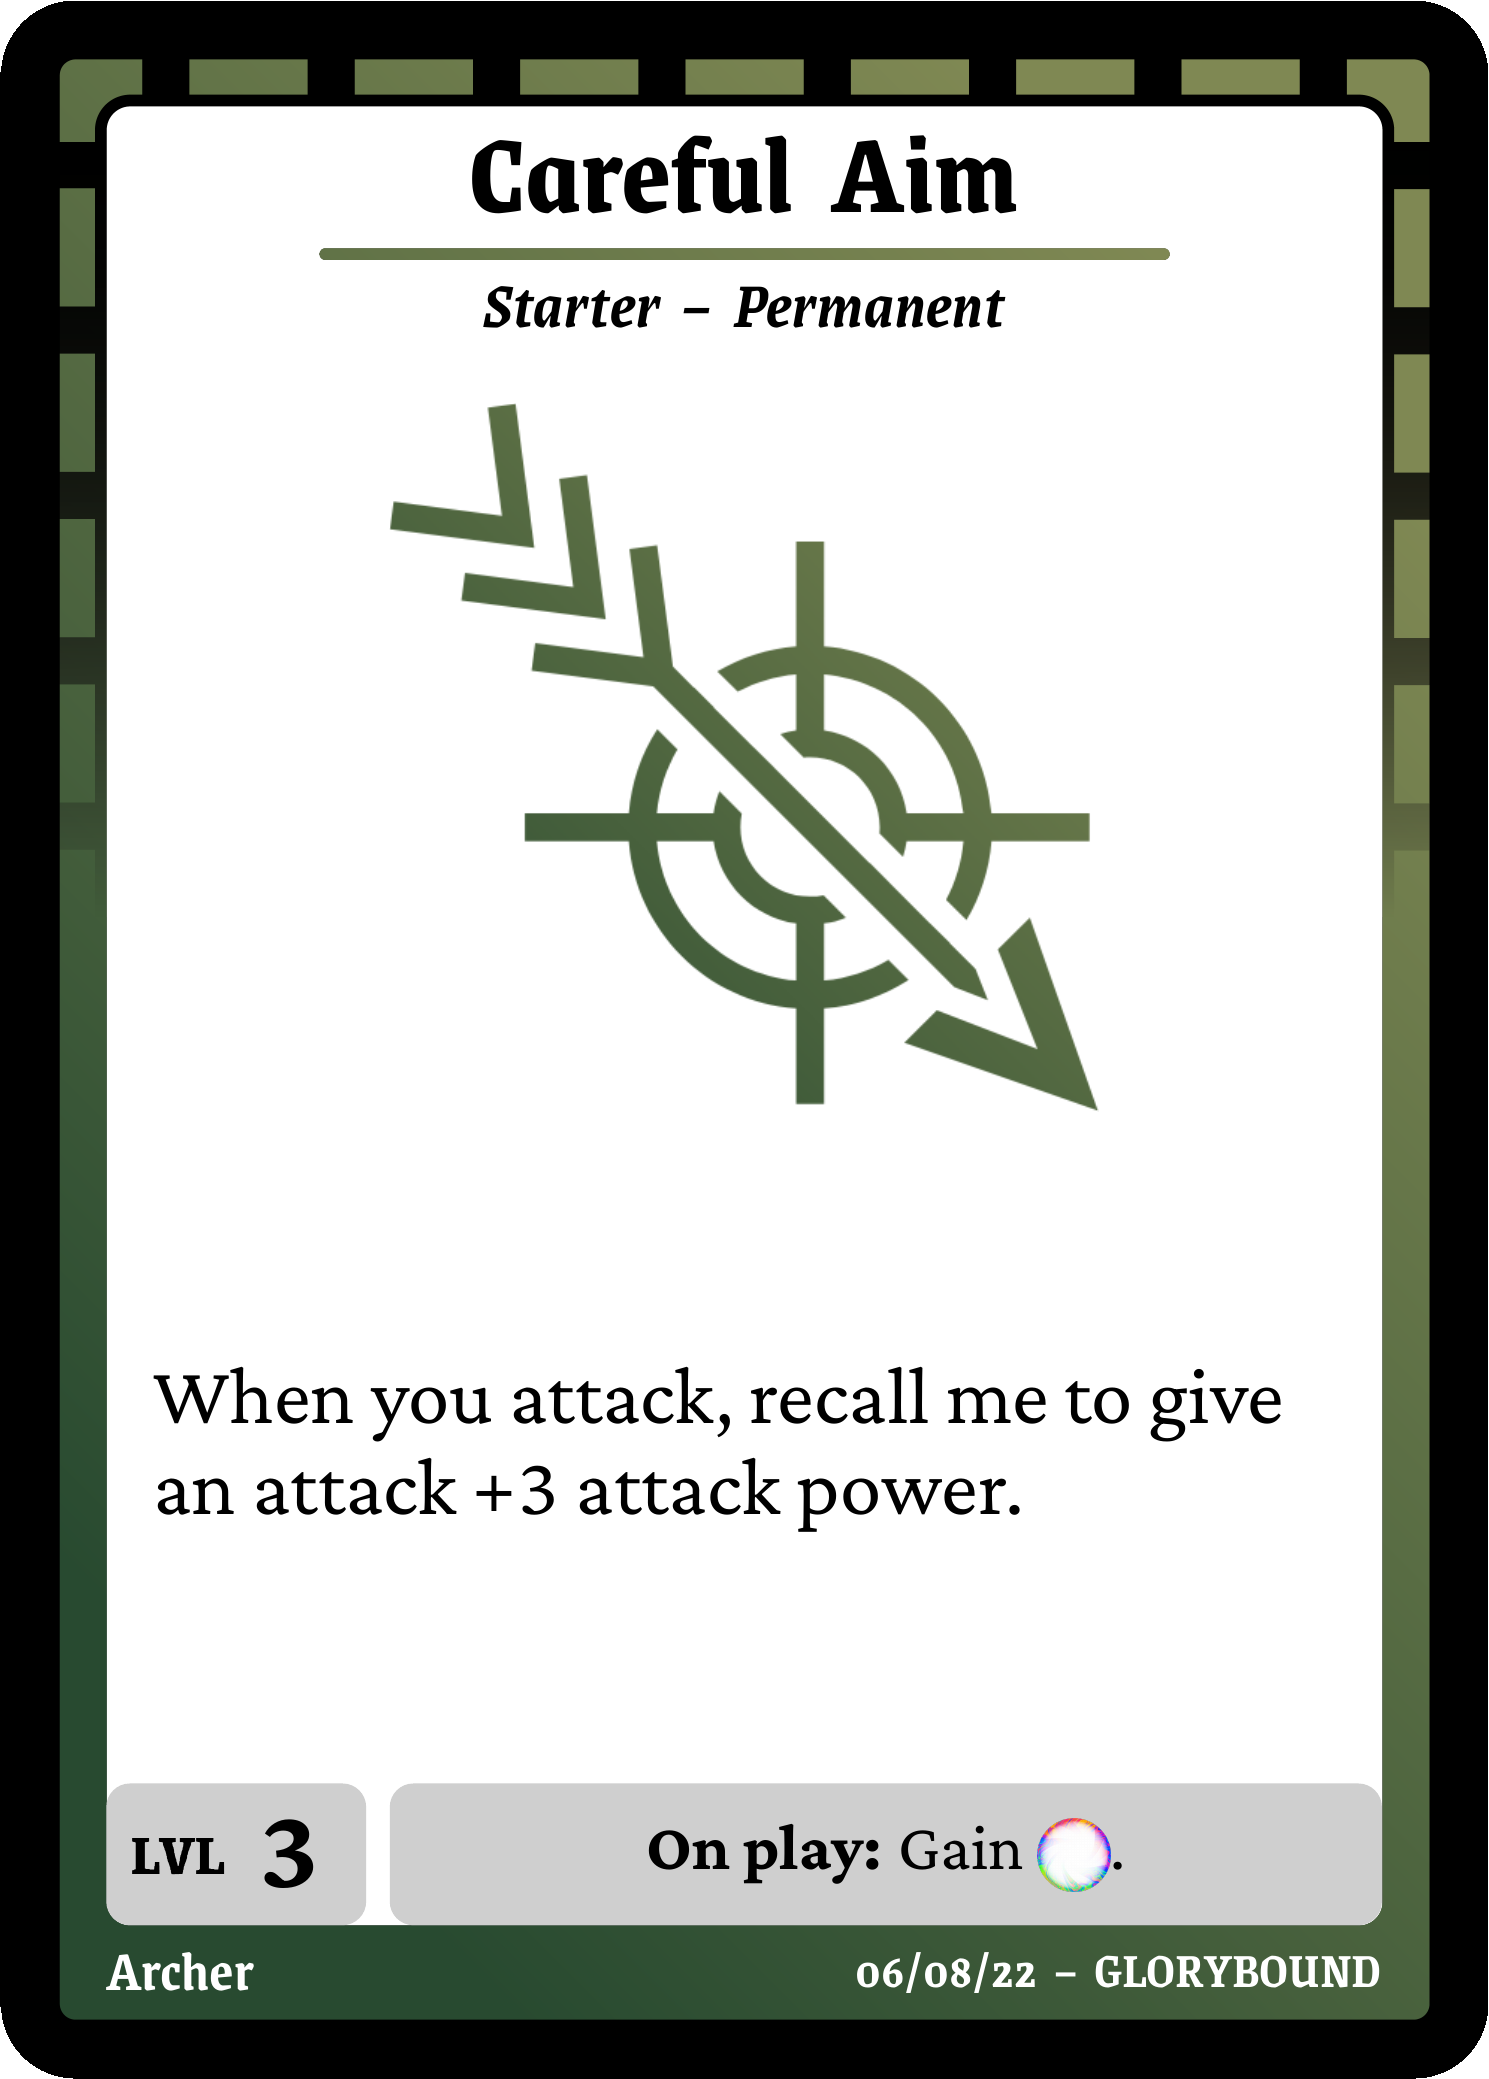 Careful Aim
Starter – Permanent
When you attack, recall me to give
an attack +3 attack power.
LVL 3
On play: Gain .
Archer
06/08/22 – GLORYBOUND